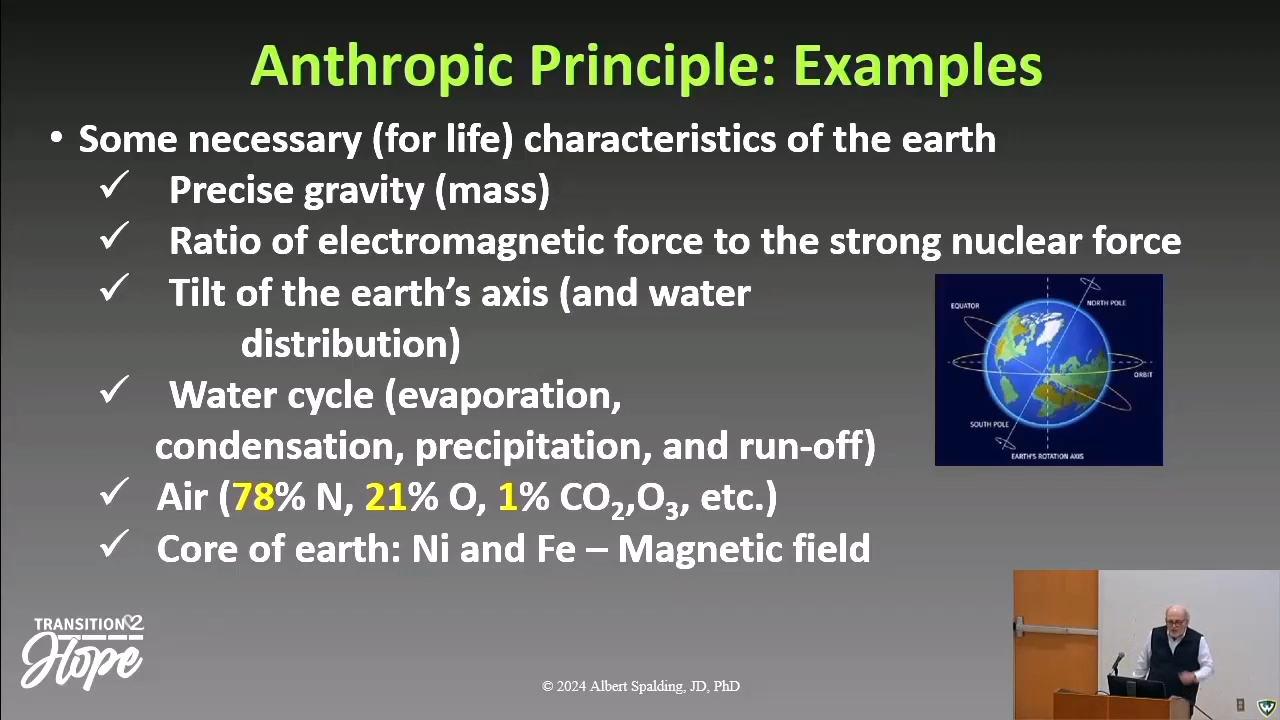 Anthropic Principle: Examples
• Some necessary (for life) characteristics of the earth
✓ Precise gravity (mass)
✓ Ratio of electromagnetic force to the strong nuclear force
✓ Tilt of the earth’s axis (and water
distribution)
✓ Water cycle (evaporation,
condensation, precipitation, and run-off)
✓ Air (78% N, 21% O, 1% CO₂,O₃, etc.)
✓ Core of earth: Ni and Fe – Magnetic field
EQUATOR
NORTH POLE
ORBIT
SOUTH POLE
EARTH'S ROTATION AXIS
TRANSITION2
Hope
© 2024 Albert Spalding, JD, PhD
W